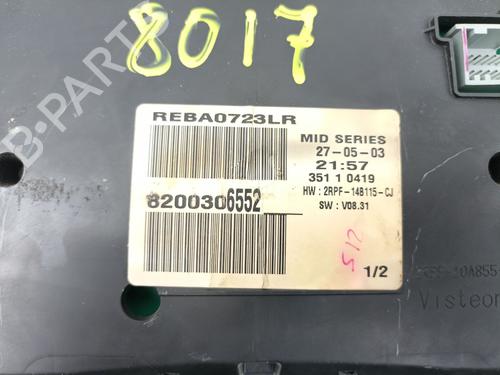 8017
REBA0723LR
MID SERIES
27-05-03
21:57
351 1 0419
HW : 2RPF-14B115-CJ
SW : V08.31
8200306552
512
1/2
Visteon